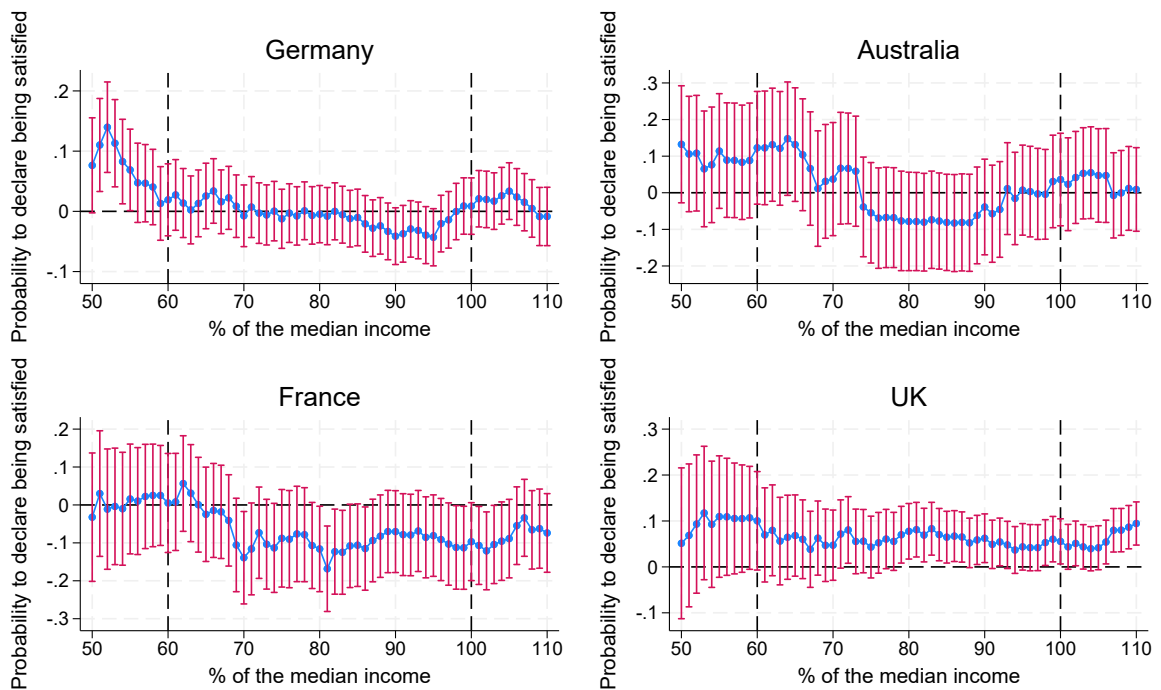 Germany
Probability to declare being satisfied
.2
.1
0
-.1
50 60 70 80 90 100 110
% of the median income
Australia
Probability to declare being satisfied
.3
.2
.1
0
-.1
-.2
50 60 70 80 90 100 110
% of the median income
France
Probability to declare being satisfied
.2
.1
0
-.1
-.2
-.3
50 60 70 80 90 100 110
% of the median income
UK
Probability to declare being satisfied
.3
.2
.1
0
-.1
50 60 70 80 90 100 110
% of the median income